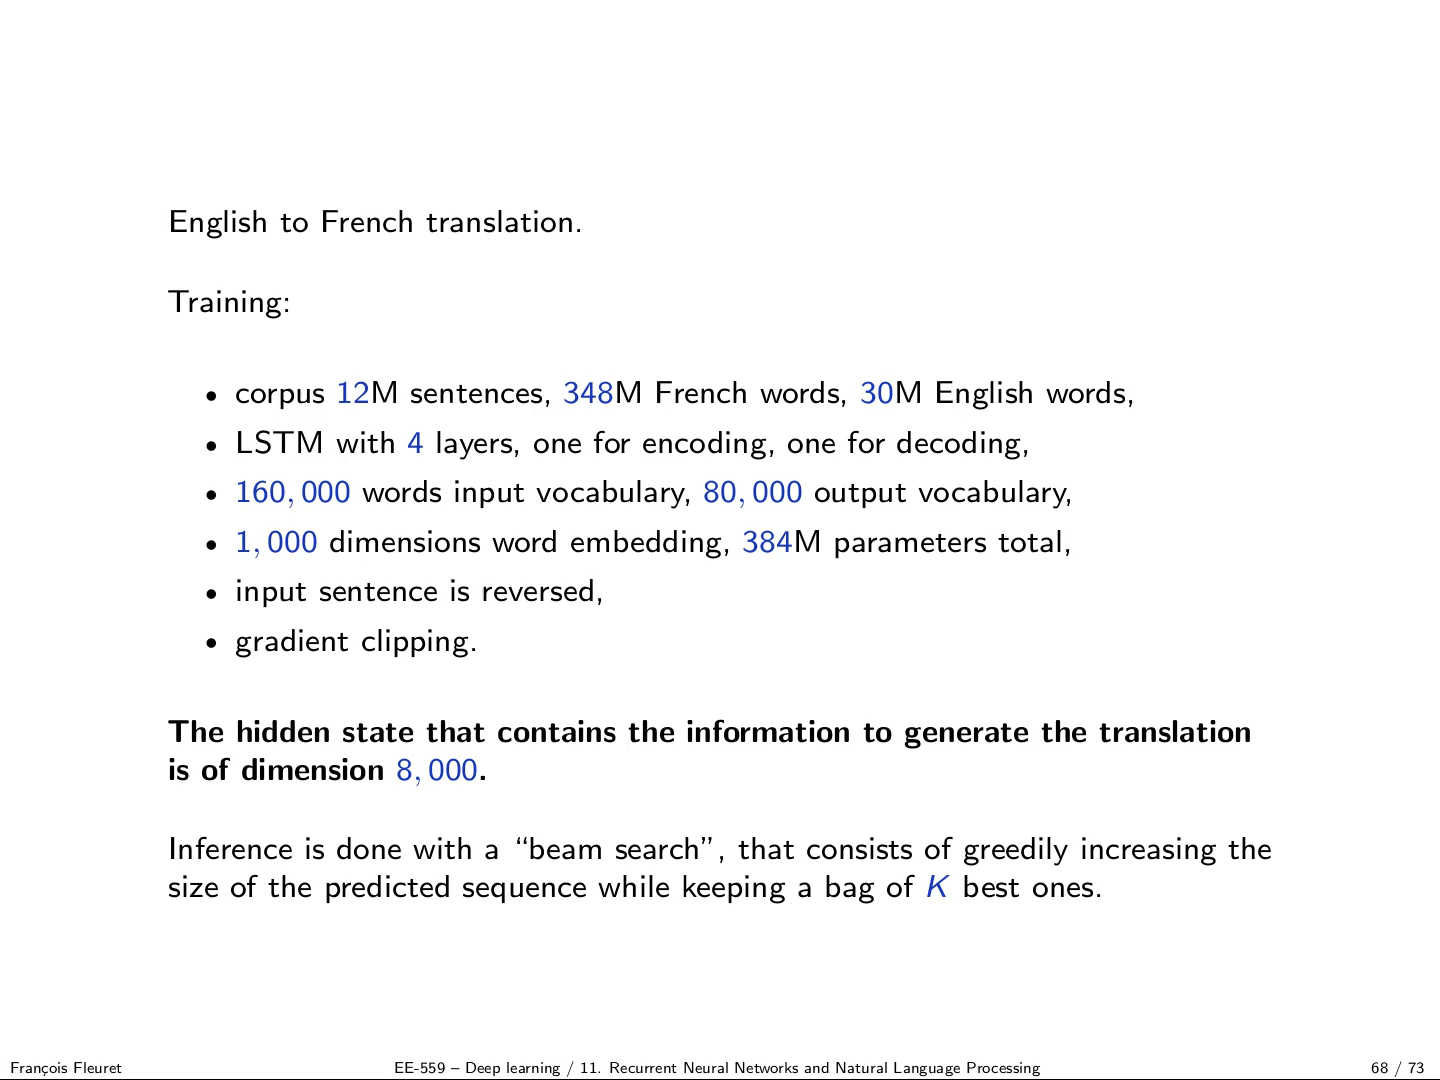 English to French translation.
Training:
• corpus 12M sentences, 348M French words, 30M English words,
• LSTM with 4 layers, one for encoding, one for decoding,
• 160, 000 words input vocabulary, 80, 000 output vocabulary,
• 1, 000 dimensions word embedding, 384M parameters total,
• input sentence is reversed,
• gradient clipping.
The hidden state that contains the information to generate the translation
is of dimension 8, 000.
Inference is done with a “beam search”, that consists of greedily increasing the
size of the predicted sequence while keeping a bag of K best ones.
François Fleuret EE-559 – Deep learning / 11. Recurrent Neural Networks and Natural Language Processing 68 / 73